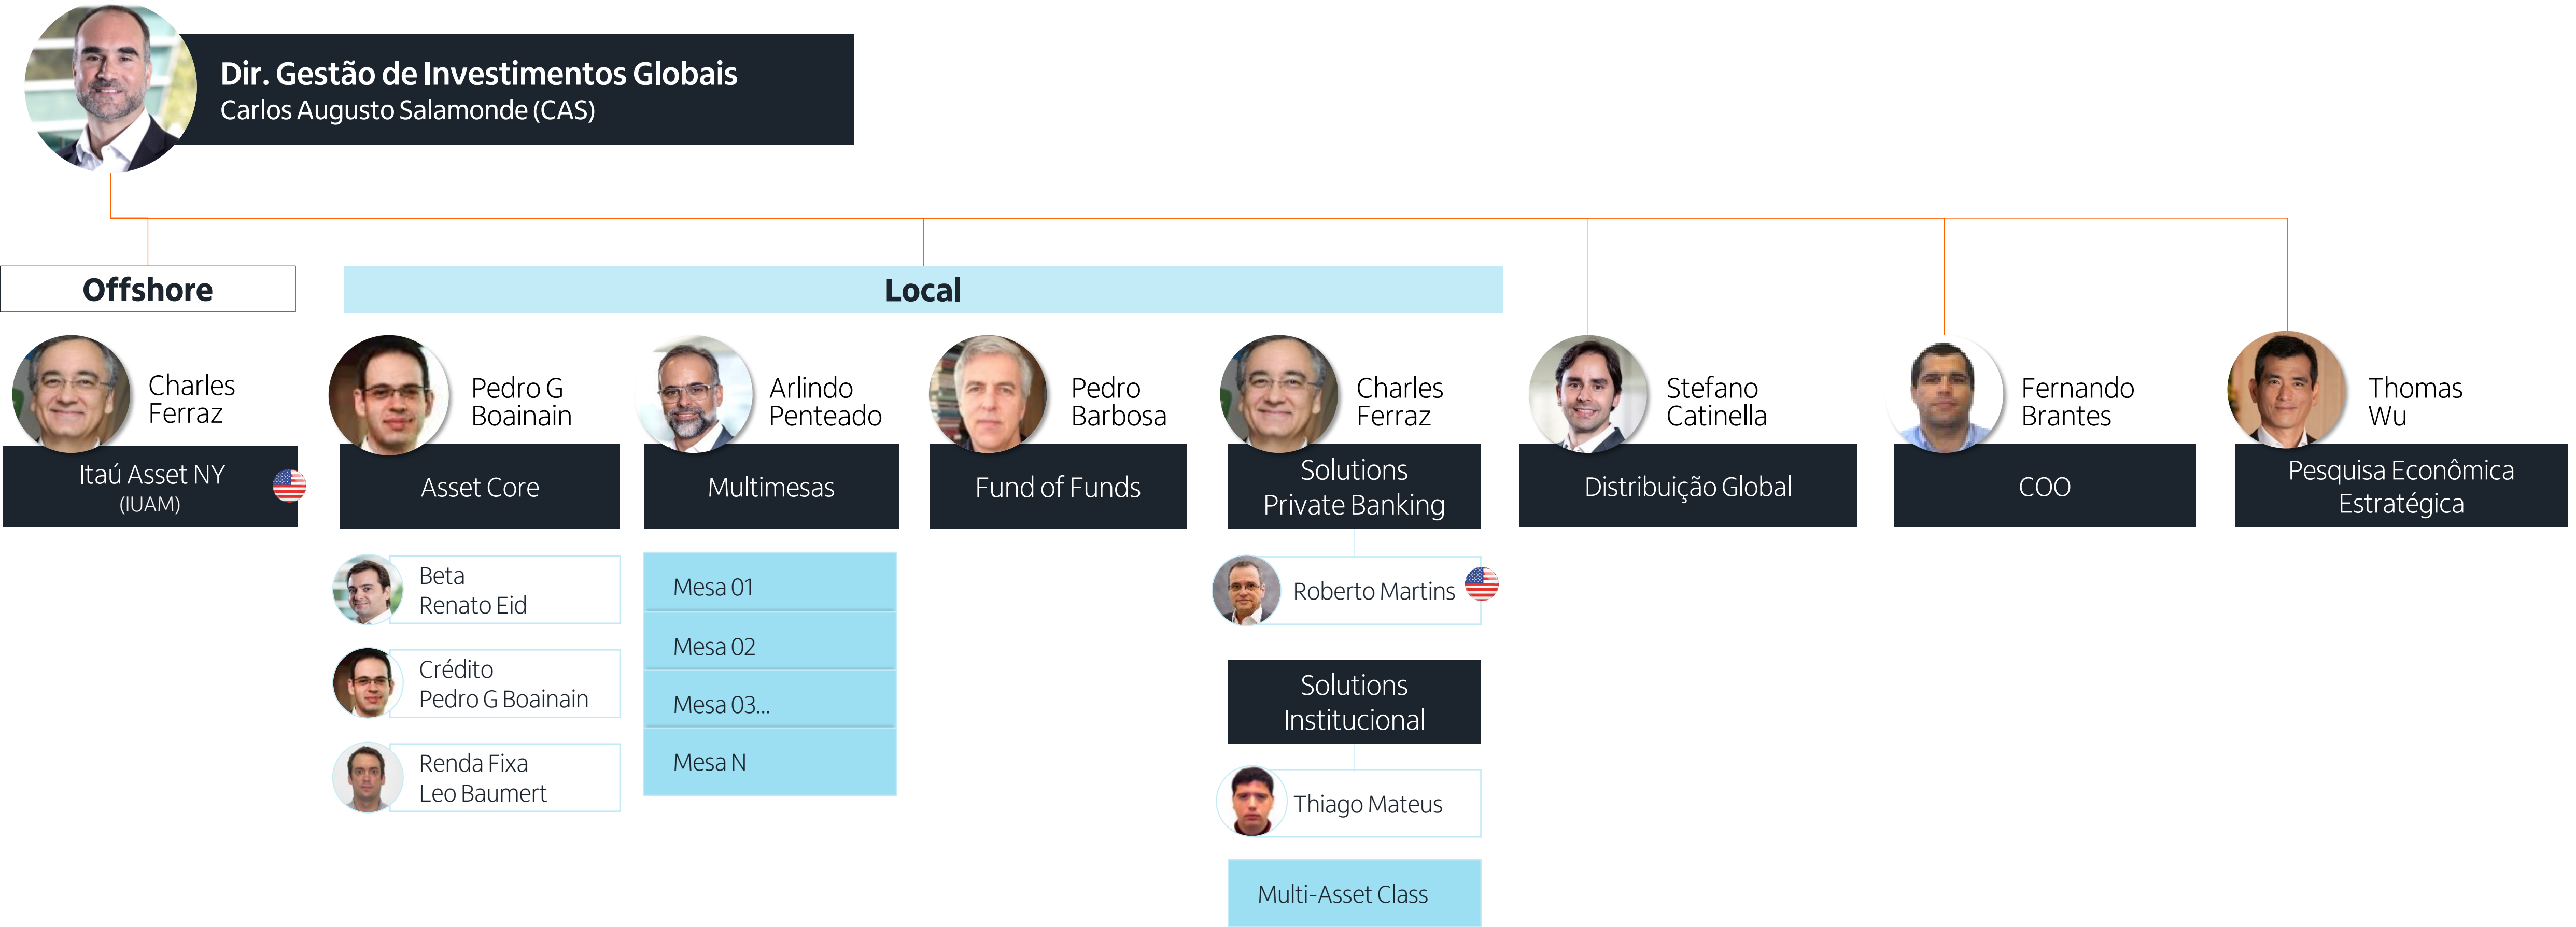 Dir. Gestão de Investimentos Globais
Carlos Augusto Salamonde (CAS)
Offshore
Local
Charles
Ferraz
Itaú Asset NY
(IUAM)
Pedro G
Boainain
Asset Core
Beta
Renato Eid
Crédito
Pedro G Boainain
Renda Fixa
Leo Baumert
Arlindo
Penteado
Multimesas
Mesa 01
Mesa 02
Mesa 03...
Mesa N
Pedro
Barbosa
Fund of Funds
Charles
Ferraz
Solutions
Private Banking
Roberto Martins
Solutions
Institucional
Thiago Mateus
Multi-Asset Class
Stefano
Catinella
Distribuição Global
Fernando
Brantes
COO
Thomas
Wu
Pesquisa Econômica
Estratégica